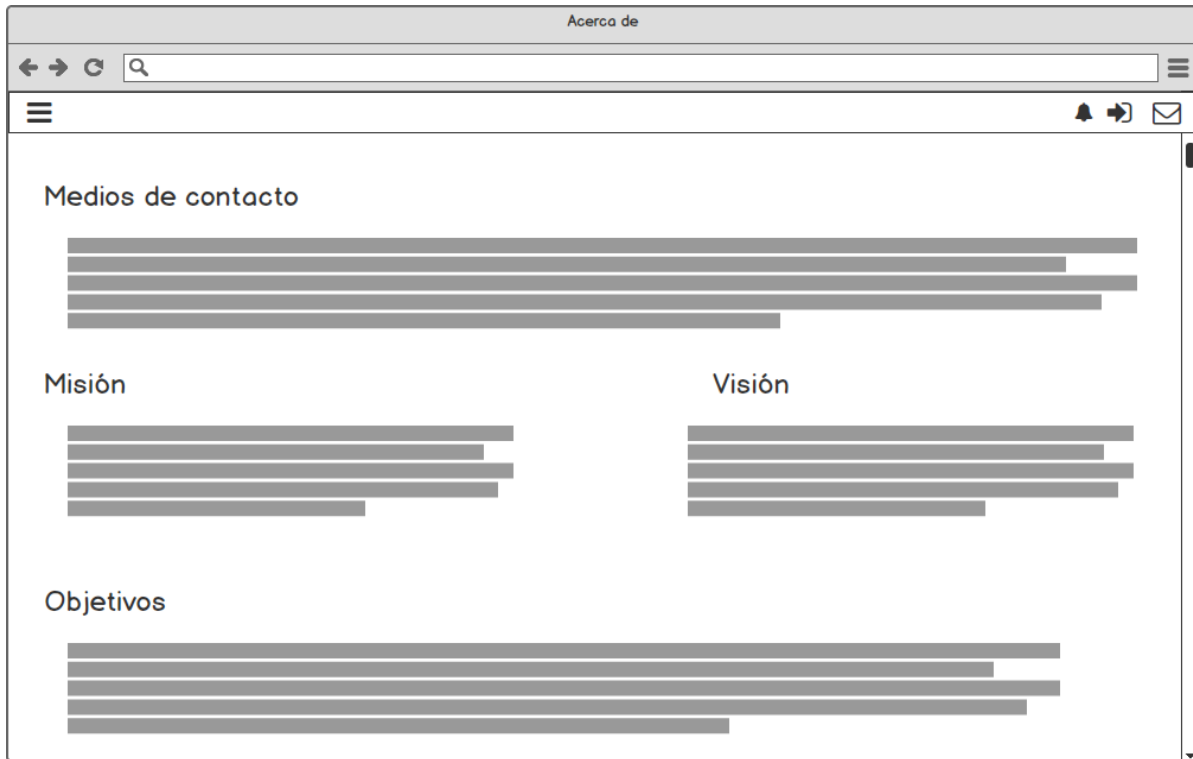 Acerca de
Medios de contacto
Misión
Visión
Objetivos